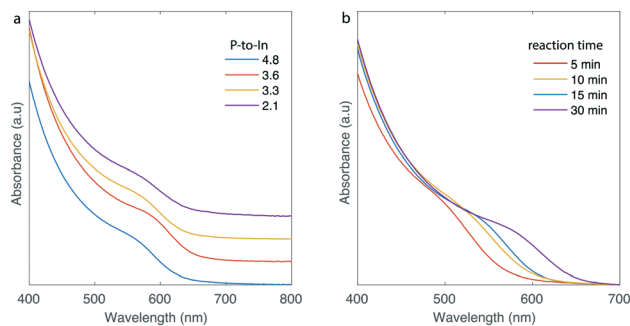 a
P-to-In
4.8
3.6
3.3
2.1
Absorbance (a.u)
400 500 600 700 800
Wavelength (nm)
b
reaction time
5 min
10 min
15 min
30 min
Absorbance (a.u)
400 500 600 700
Wavelength (nm)